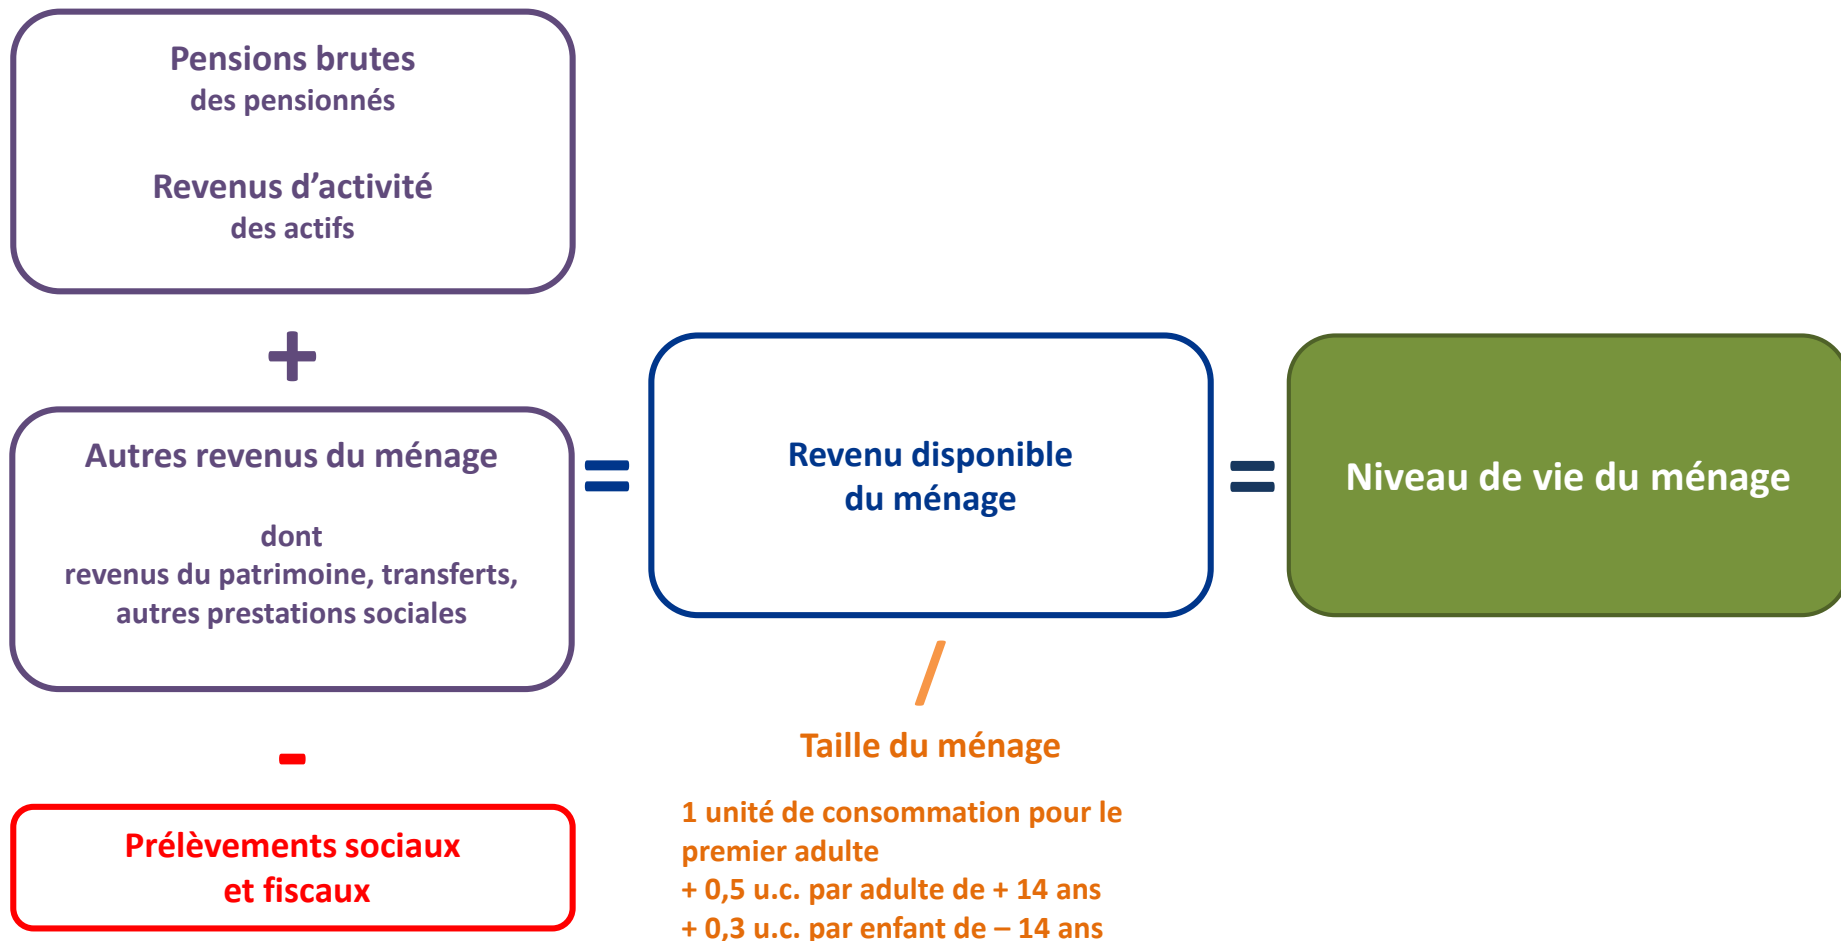 Pensions brutes
des pensionnés
Revenus d’activité
des actifs
+
Autres revenus du ménage
dont
revenus du patrimoine, transferts,
autres prestations sociales
-
Prélèvements sociaux
et fiscaux
=
Revenu disponible
du ménage
/
Taille du ménage
1 unité de consommation pour le
premier adulte
+ 0,5 u.c. par adulte de + 14 ans
+ 0,3 u.c. par enfant de – 14 ans
=
Niveau de vie du ménage